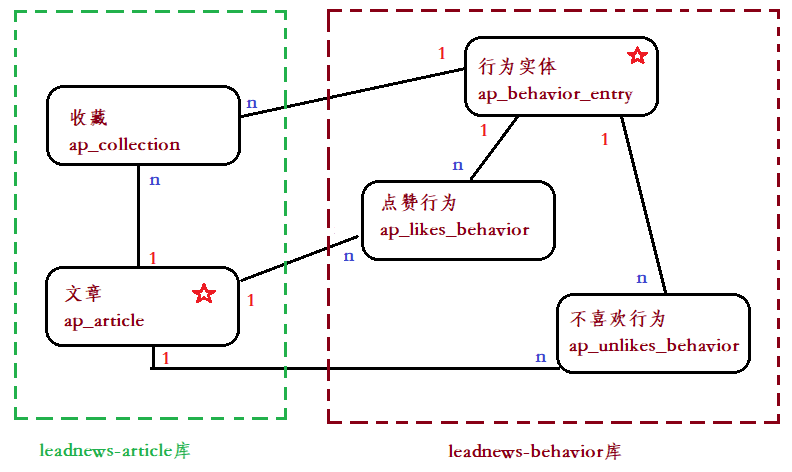 1
行为实体
ap_behavior_entry
n
收藏
ap_collection
1
1
n
n
点赞行为
ap_likes_behavior
1
n
文章
ap_article
1
n
不喜欢行为
ap_unlikes_behavior
1
n
leadnews-article库
leadnews-behavior库